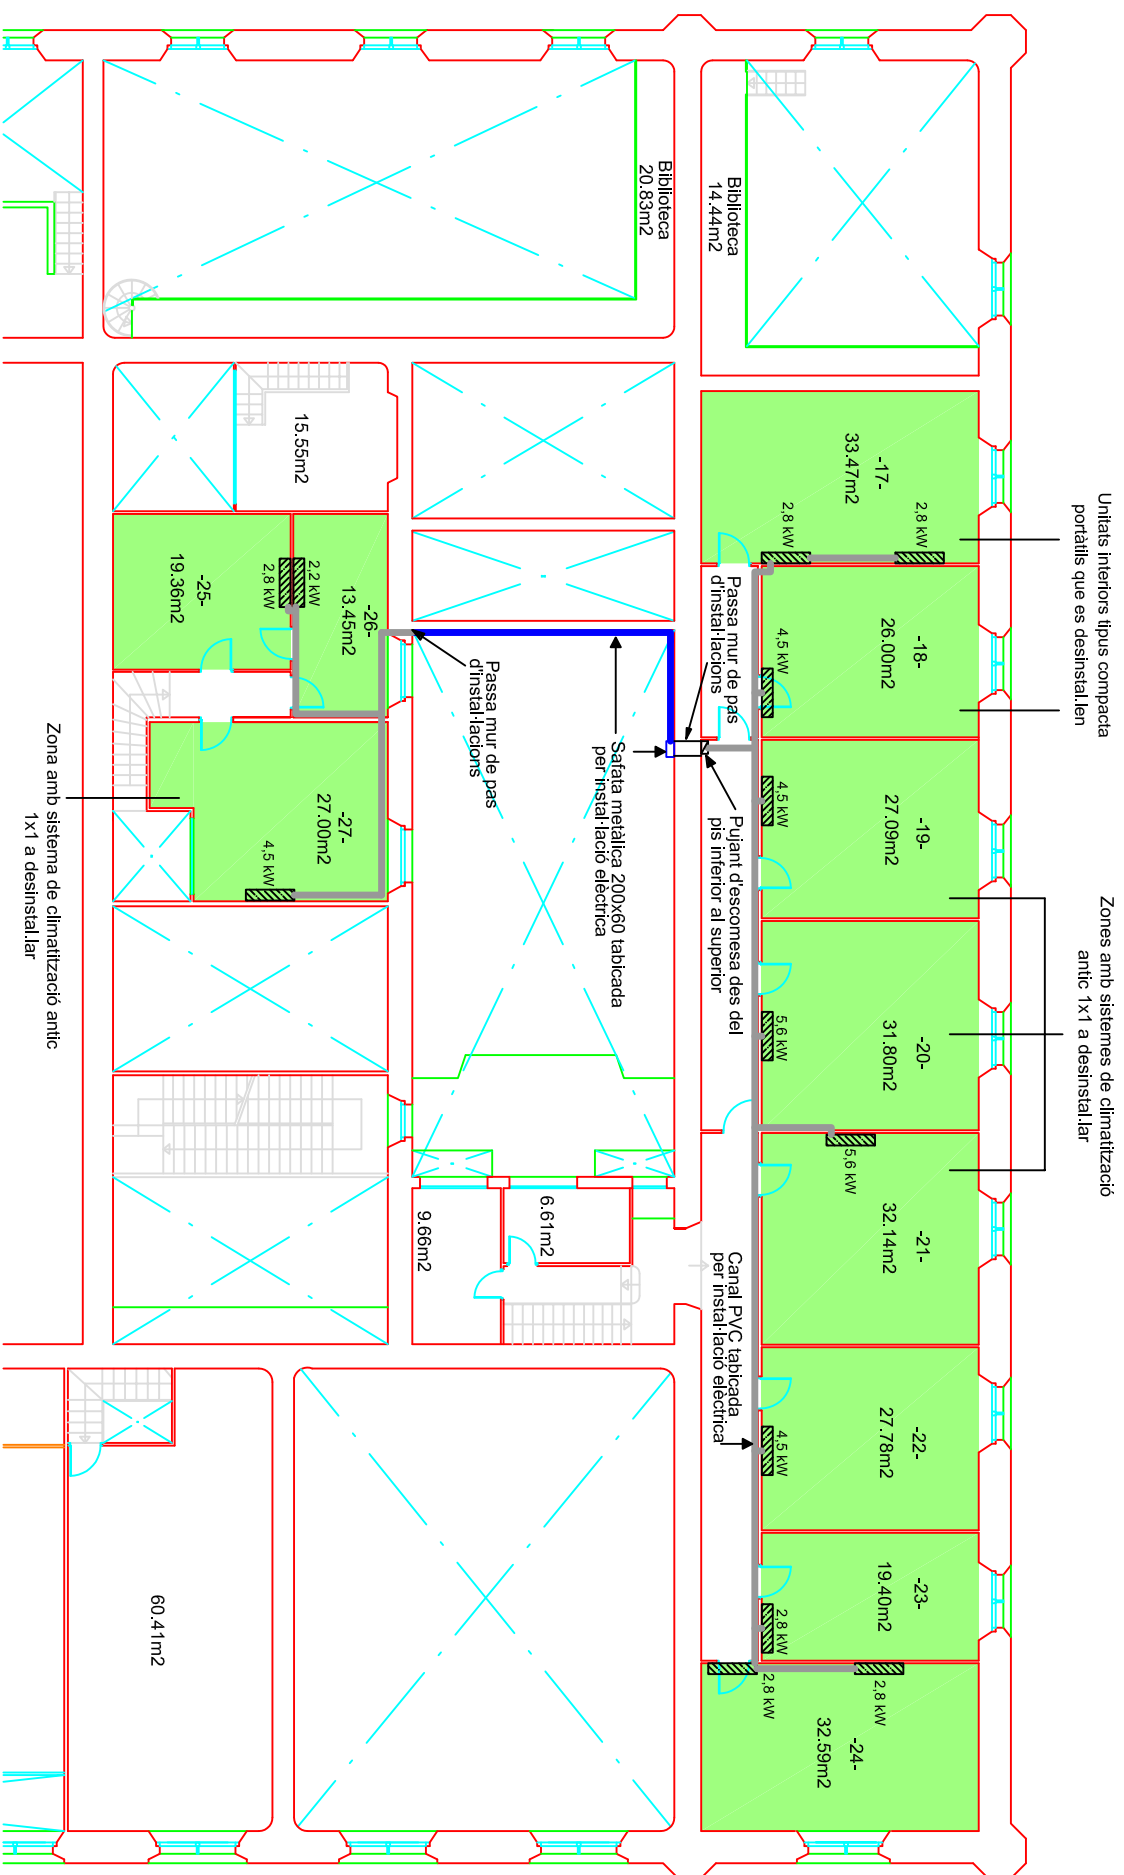 Unitats interiors tipus compacta
portàtils que es desinstal.len
Zones amb sistemes de climatització
antic 1x1 a desinstal.lar
Biblioteca
14.44m2
Biblioteca
20.83m2
-17-
33.47m2
2,8 kW
2,8 kW
-18-
26.00m2
4,5 kW
-19-
27.09m2
4,5 kW
-20-
31.80m2
5,6 kW
-21-
32.14m2
5,6 kW
-22-
27.78m2
4,5 kW
-23-
19.40m2
2,8 kW
-24-
32.59m2
2,8 kW
2,8 kW
Passa mur de pas
d'instal·lacions
Pujant d'escomesa des del
pis inferior al superior
Canal PVC tabicada
per instal·lació elèctrica
Safata metàlica 200x60 tabicada
per instal·lació elèctrica
Passa mur de pas
d'instal·lacions
6.61m2
9.66m2
15.55m2
-26-
13.45m2
2,2 kW
2,8 kW
-25-
19.36m2
-27-
27.00m2
4,5 kW
60.41m2
Zona amb sistema de climatització antic
1x1 a desinstal.lar